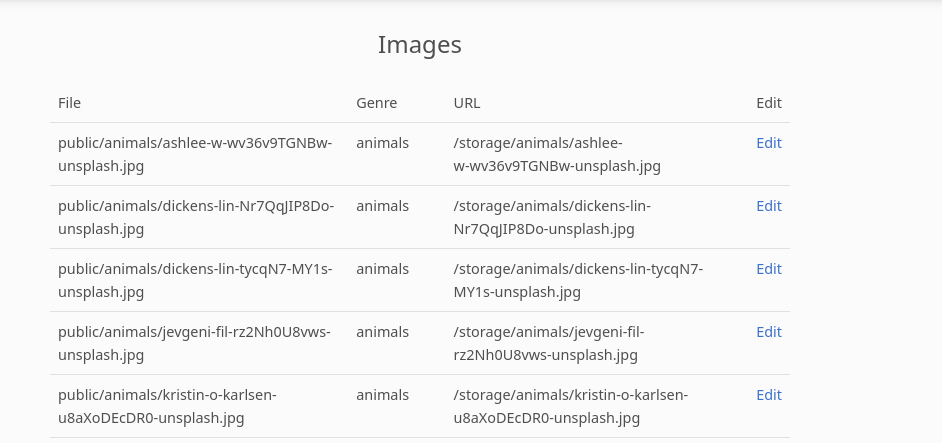 Images
File Genre URL Edit
public/animals/ashlee-w-wv36v9TGNBw- animals /storage/animals/ashlee- Edit
unsplash.jpg w-wv36v9TGNBw-unsplash.jpg
public/animals/dickens-lin-Nr7QqJIP8Do- animals /storage/animals/dickens-lin- Edit
unsplash.jpg Nr7QqJIP8Do-unsplash.jpg
public/animals/dickens-lin-tycqN7-MY1s- animals /storage/animals/dickens-lin-tycqN7- Edit
unsplash.jpg MY1s-unsplash.jpg
public/animals/jevgeni-fil-rz2Nh0U8vws- animals /storage/animals/jevgeni-fil- Edit
unsplash.jpg rz2Nh0U8vws-unsplash.jpg
public/animals/kristin-o-karlsen- animals /storage/animals/kristin-o-karlsen- Edit
u8aXoDEcDR0-unsplash.jpg u8aXoDEcDR0-unsplash.jpg